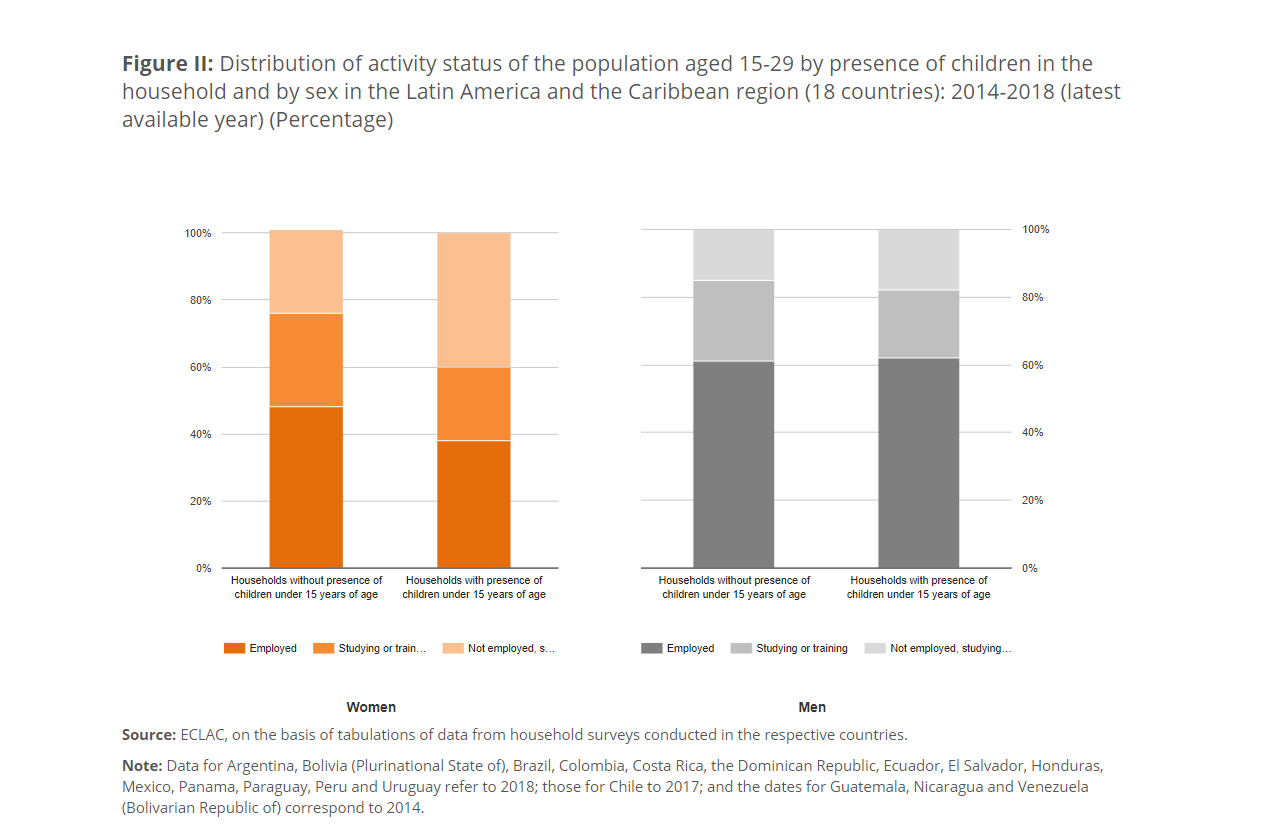 Figure II: Distribution of activity status of the population aged 15-29 by presence of children in the
household and by sex in the Latin America and the Caribbean region (18 countries): 2014-2018 (latest
available year) (Percentage)
100%
80%
60%
40%
20%
0%
Households without presence of
children under 15 years of age
Households with presence of
children under 15 years of age
Employed
Studying or train…
Not employed, s…
Women
100%
80%
60%
40%
20%
0%
Households without presence of
children under 15 years of age
Households with presence of
children under 15 years of age
Employed
Studying or training
Not employed, studying…
Men
Source: ECLAC, on the basis of tabulations of data from household surveys conducted in the respective countries.
Note: Data for Argentina, Bolivia (Plurinational State of), Brazil, Colombia, Costa Rica, the Dominican Republic, Ecuador, El Salvador, Honduras,
Mexico, Panama, Paraguay, Peru and Uruguay refer to 2018; those for Chile to 2017; and the dates for Guatemala, Nicaragua and Venezuela
(Bolivarian Republic of) correspond to 2014.